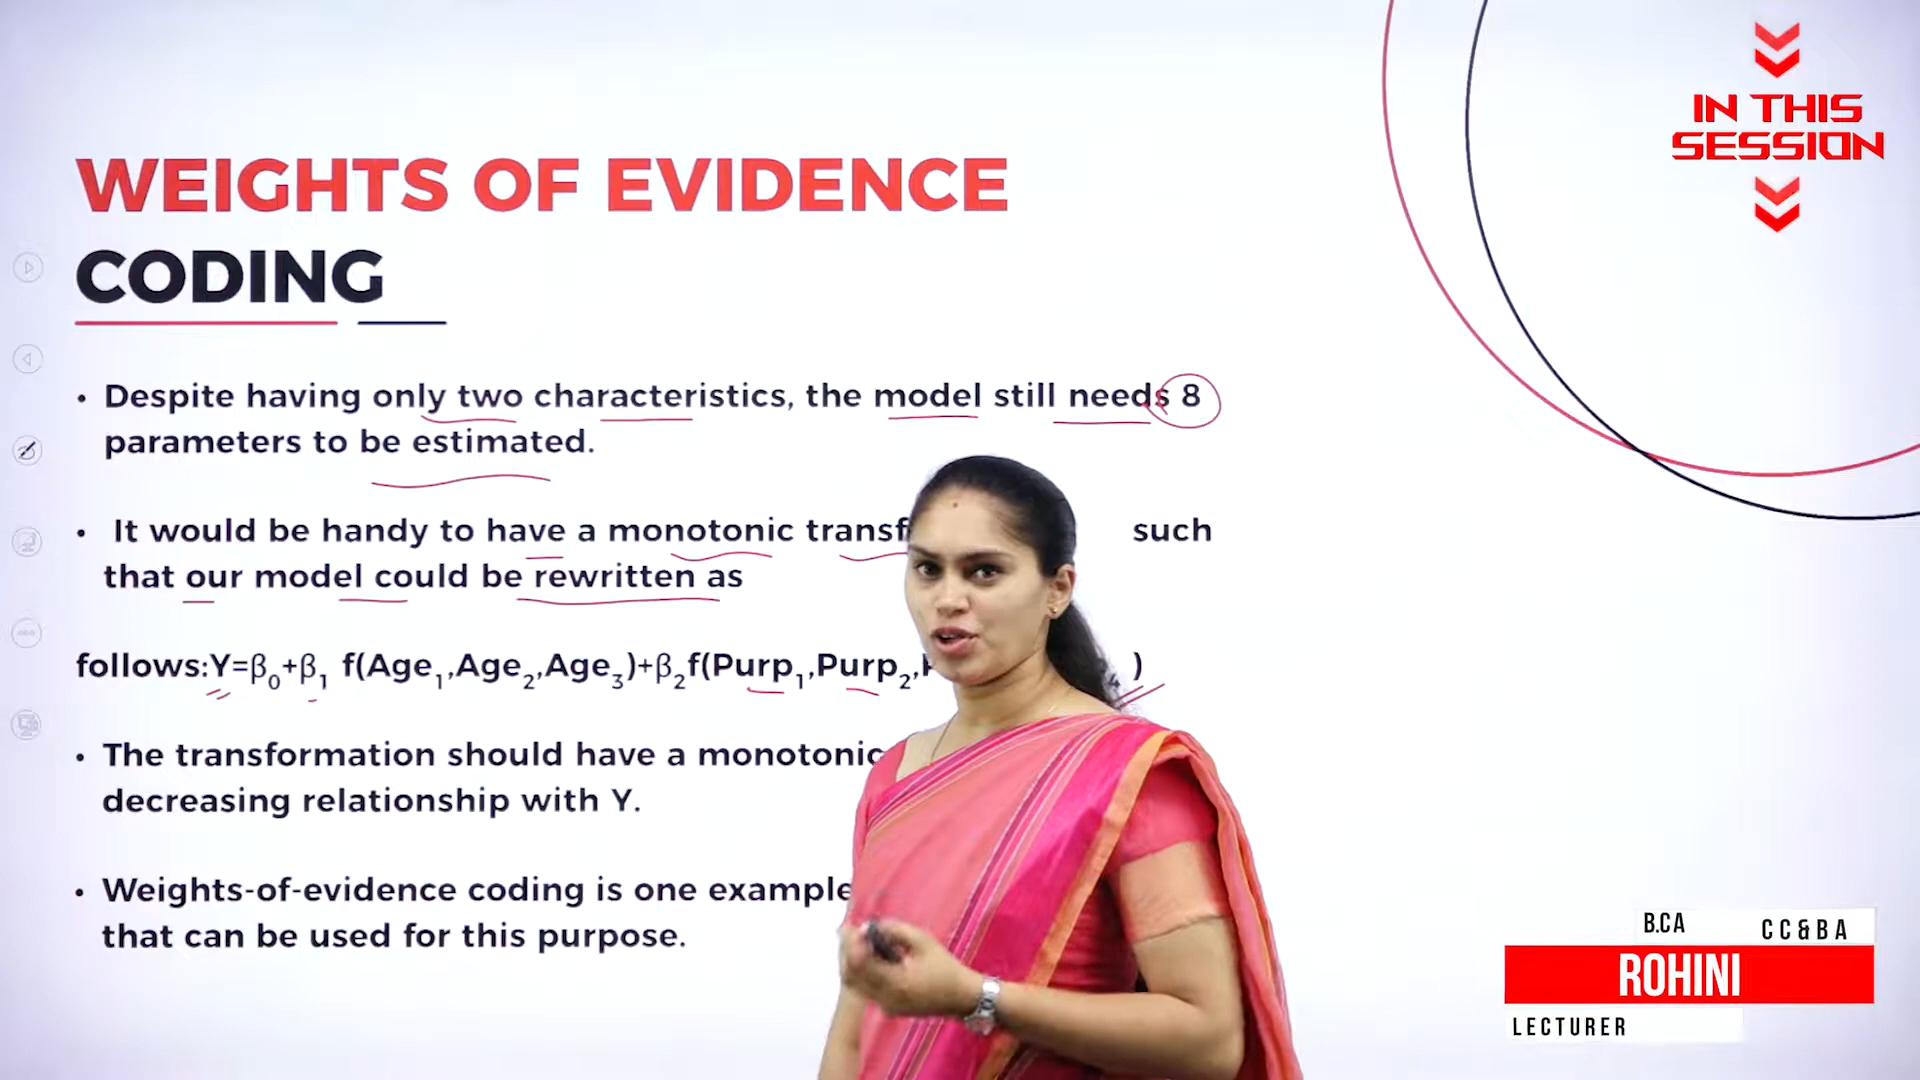 IN THIS
SESSION
WEIGHTS OF EVIDENCE
CODING
• Despite having only two characteristics, the model still needs 8
parameters to be estimated.
• It would be handy to have a monotonic such
that our model could be rewritten as
follows:Y=β₀+β₁ f(Age₁,Age₂,Age₃)+β₂f(Purp₁,Purp₂, ₄ )
• The transformation should have a monotonic
decreasing relationship with Y.
• Weights-of-evidence coding is one example
that can be used for this purpose.
B.CA CC&BA
ROHINI
LECTURER